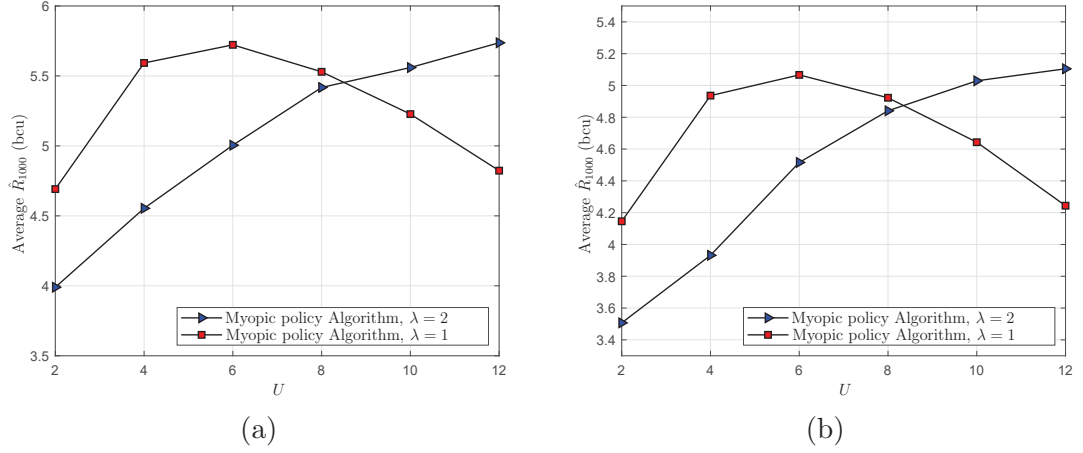 6
5.5
5
4.5
4
3.5
Average R̂1000 (bcu)
2 4 6 8 10 12
U
Myopic policy Algorithm, λ = 2
Myopic policy Algorithm, λ = 1
(a)
5.4
5.2
5
4.8
4.6
4.4
4.2
4
3.8
3.6
3.4
Average R̂1000 (bcu)
2 4 6 8 10 12
U
Myopic policy Algorithm, λ = 2
Myopic policy Algorithm, λ = 1
(b)